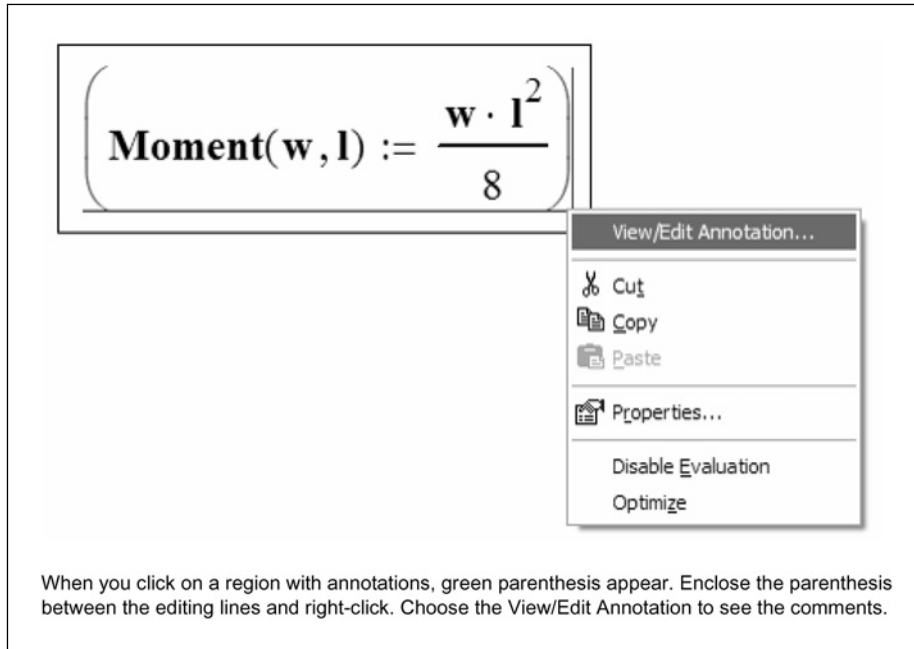 Moment(w, l) := w · l² / 8
View/Edit Annotation...
Cut
Copy
Paste
Properties...
Disable Evaluation
Optimize
When you click on a region with annotations, green parenthesis appear. Enclose the parenthesis
between the editing lines and right-click. Choose the View/Edit Annotation to see the comments.